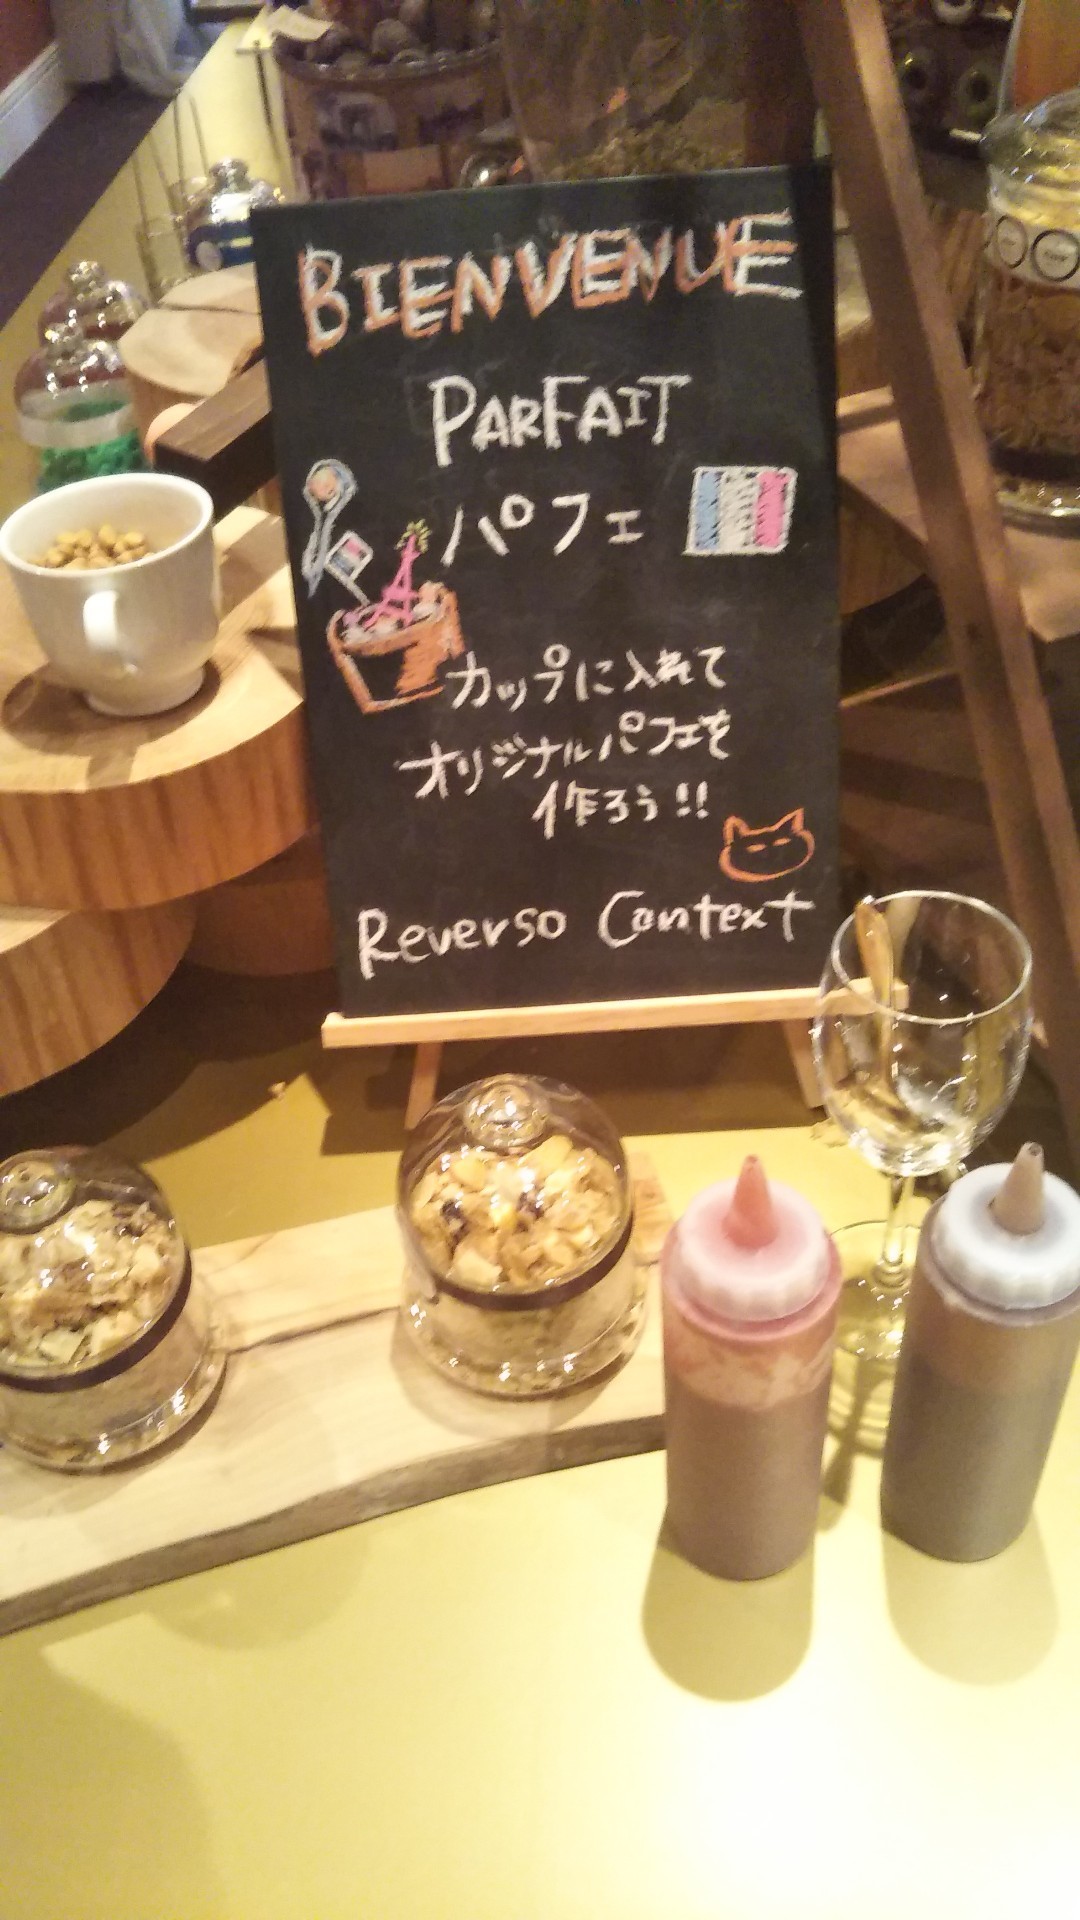 BIENVENUE
PARFAIT
パフェ
カップに入れて
オリジナルパフェを
作ろう!!
Reverso Context